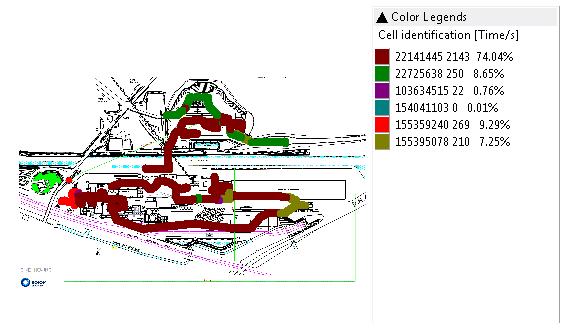 Color Legends
Cell identification [Time/s]
22141445 2143 74.04%
22725638 250 8.65%
103634515 22 0.76%
154041103 0 0.01%
155359240 269 9.29%
155395078 210 7.25%